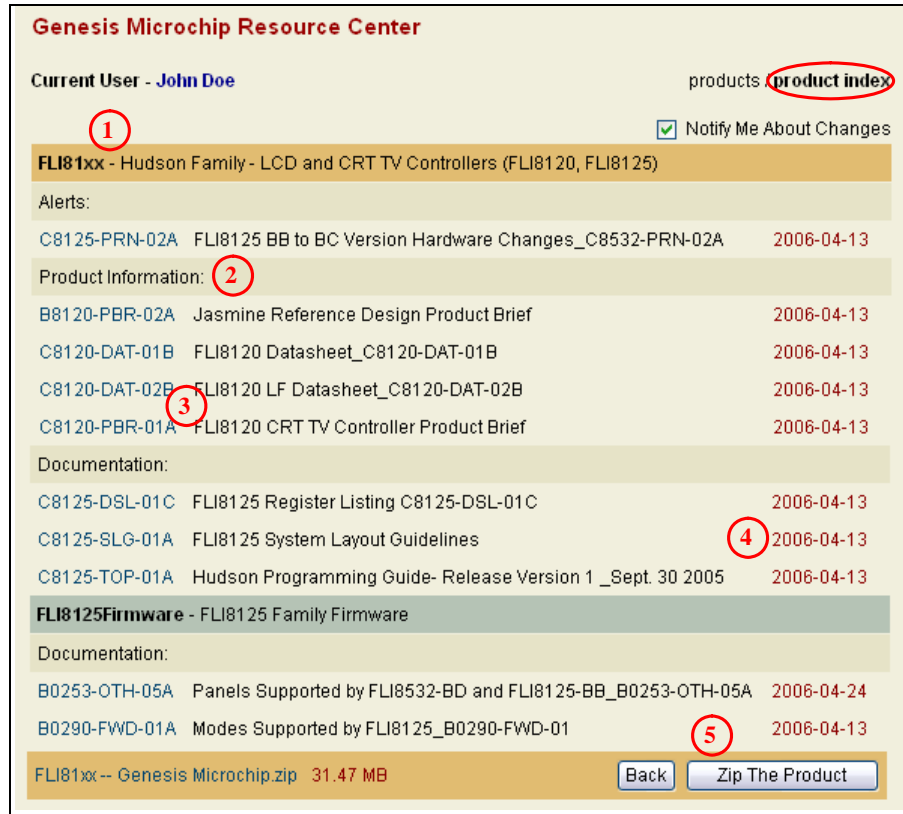 Genesis Microchip Resource Center
Current User - John Doe products / product index
1
Notify Me About Changes
FLI81xx - Hudson Family - LCD and CRT TV Controllers (FLI8120, FLI8125)
Alerts:
C8125-PRN-02A FLI8125 BB to BC Version Hardware Changes_C8532-PRN-02A 2006-04-13
Product Information: 2
B8120-PBR-02A Jasmine Reference Design Product Brief 2006-04-13
C8120-DAT-01B FLI8120 Datasheet_C8120-DAT-01B 2006-04-13
C8120-DAT-02B FLI8120 LF Datasheet_C8120-DAT-02B 2006-04-13
3
C8120-PBR-01A FLI8120 CRT TV Controller Product Brief 2006-04-13
Documentation:
C8125-DSL-01C FLI8125 Register Listing C8125-DSL-01C 2006-04-13
C8125-SLG-01A FLI8125 System Layout Guidelines 4 2006-04-13
C8125-TOP-01A Hudson Programming Guide- Release Version 1 _Sept. 30 2005 2006-04-13
FLI8125Firmware - FLI8125 Family Firmware
Documentation:
B0253-OTH-05A Panels Supported by FLI8532-BD and FLI8125-BB_B0253-OTH-05A 2006-04-24
B0290-FWD-01A Modes Supported by FLI8125_B0290-FWD-01 2006-04-13
5
FLI81xx -- Genesis Microchip.zip 31.47 MB Back Zip The Product